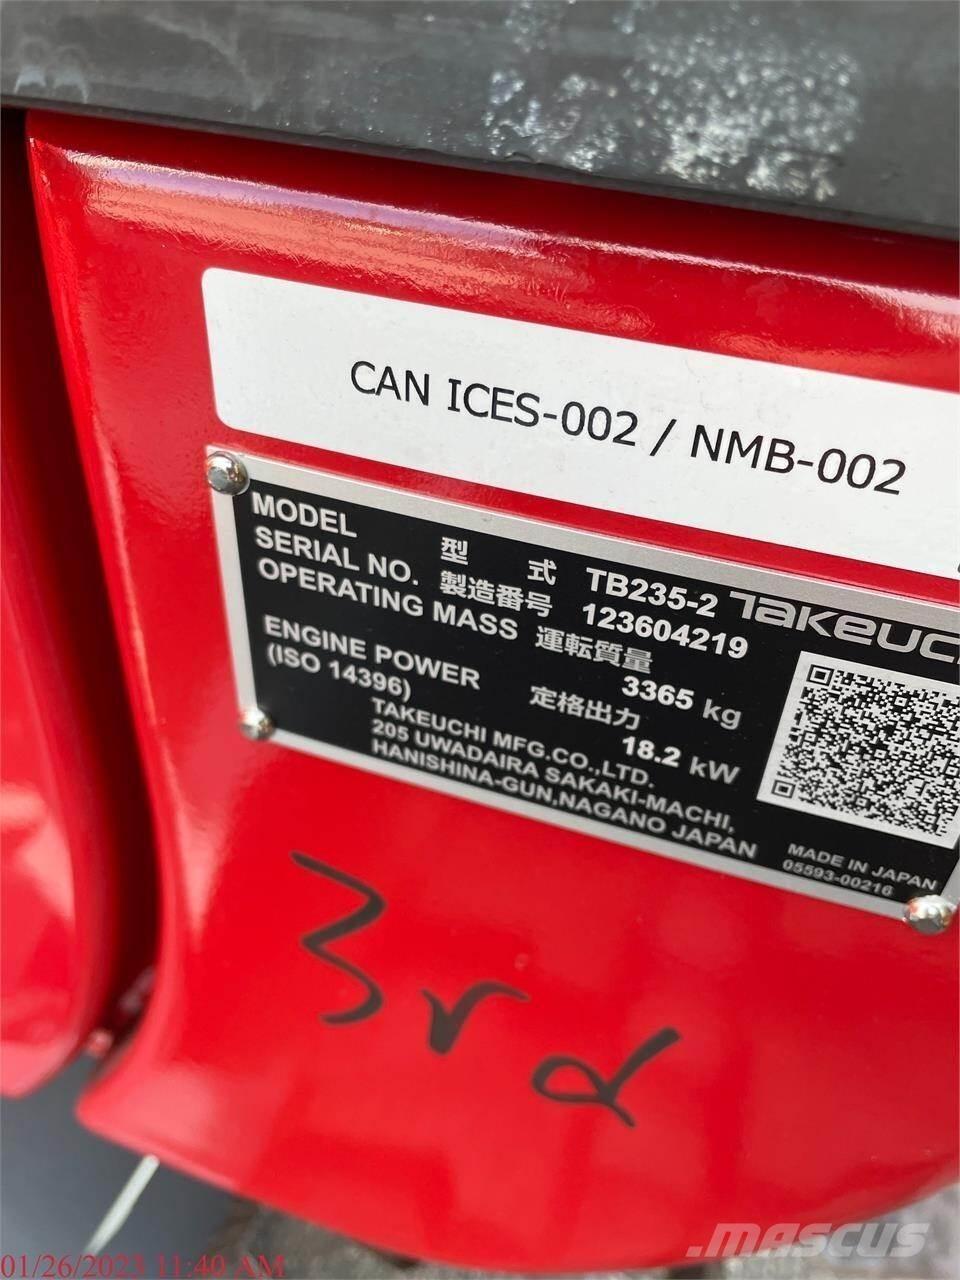 CAN ICES-002 / NMB-002
MODEL 型 式 TB235-2
SERIAL NO. 製造番号 123604219
OPERATING MASS 運転質量 3365 kg
ENGINE POWER 定格出力 18.2 kW
(ISO 14396)
TAKEUCHI MFG.CO.,LTD.
205 UWADAIRA SAKAKI-MACHI,
HANISHINA-GUN,NAGANO JAPAN
TAKEUC
MADE IN JAPAN
05593-00216
3rd
01/26/2023 11:40 AM
MASCUS